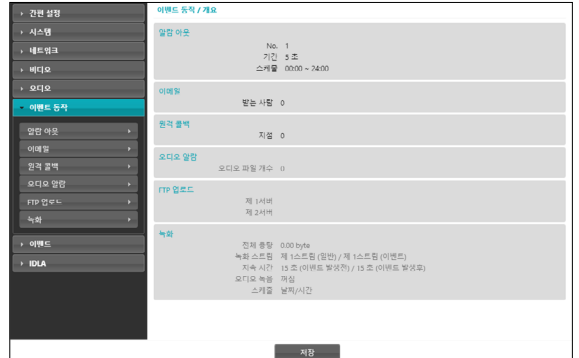 간편 설정
시스템
네트워크
비디오
오디오
이벤트 동작
알람 아웃
이메일
원격 콜백
오디오 알람
FTP 업로드
녹화
이벤트
IDLA
이벤트 동작 / 개요
알람 아웃
No. 1
기간 5 초
스케줄 00:00 ~ 24:00
이메일
받는 사람 0
원격 콜백
지점 0
오디오 알람
오디오 파일 개수 0
FTP 업로드
제 1서버
제 2서버
녹화
전체 용량 0.00 byte
녹화 스트림 제 1스트림 (일반) / 제 1스트림 (이벤트)
지속 시간 15 초 (이벤트 발생전) / 15 초 (이벤트 발생후)
오디오 녹음 꺼짐
스케줄 날짜/시간
저장